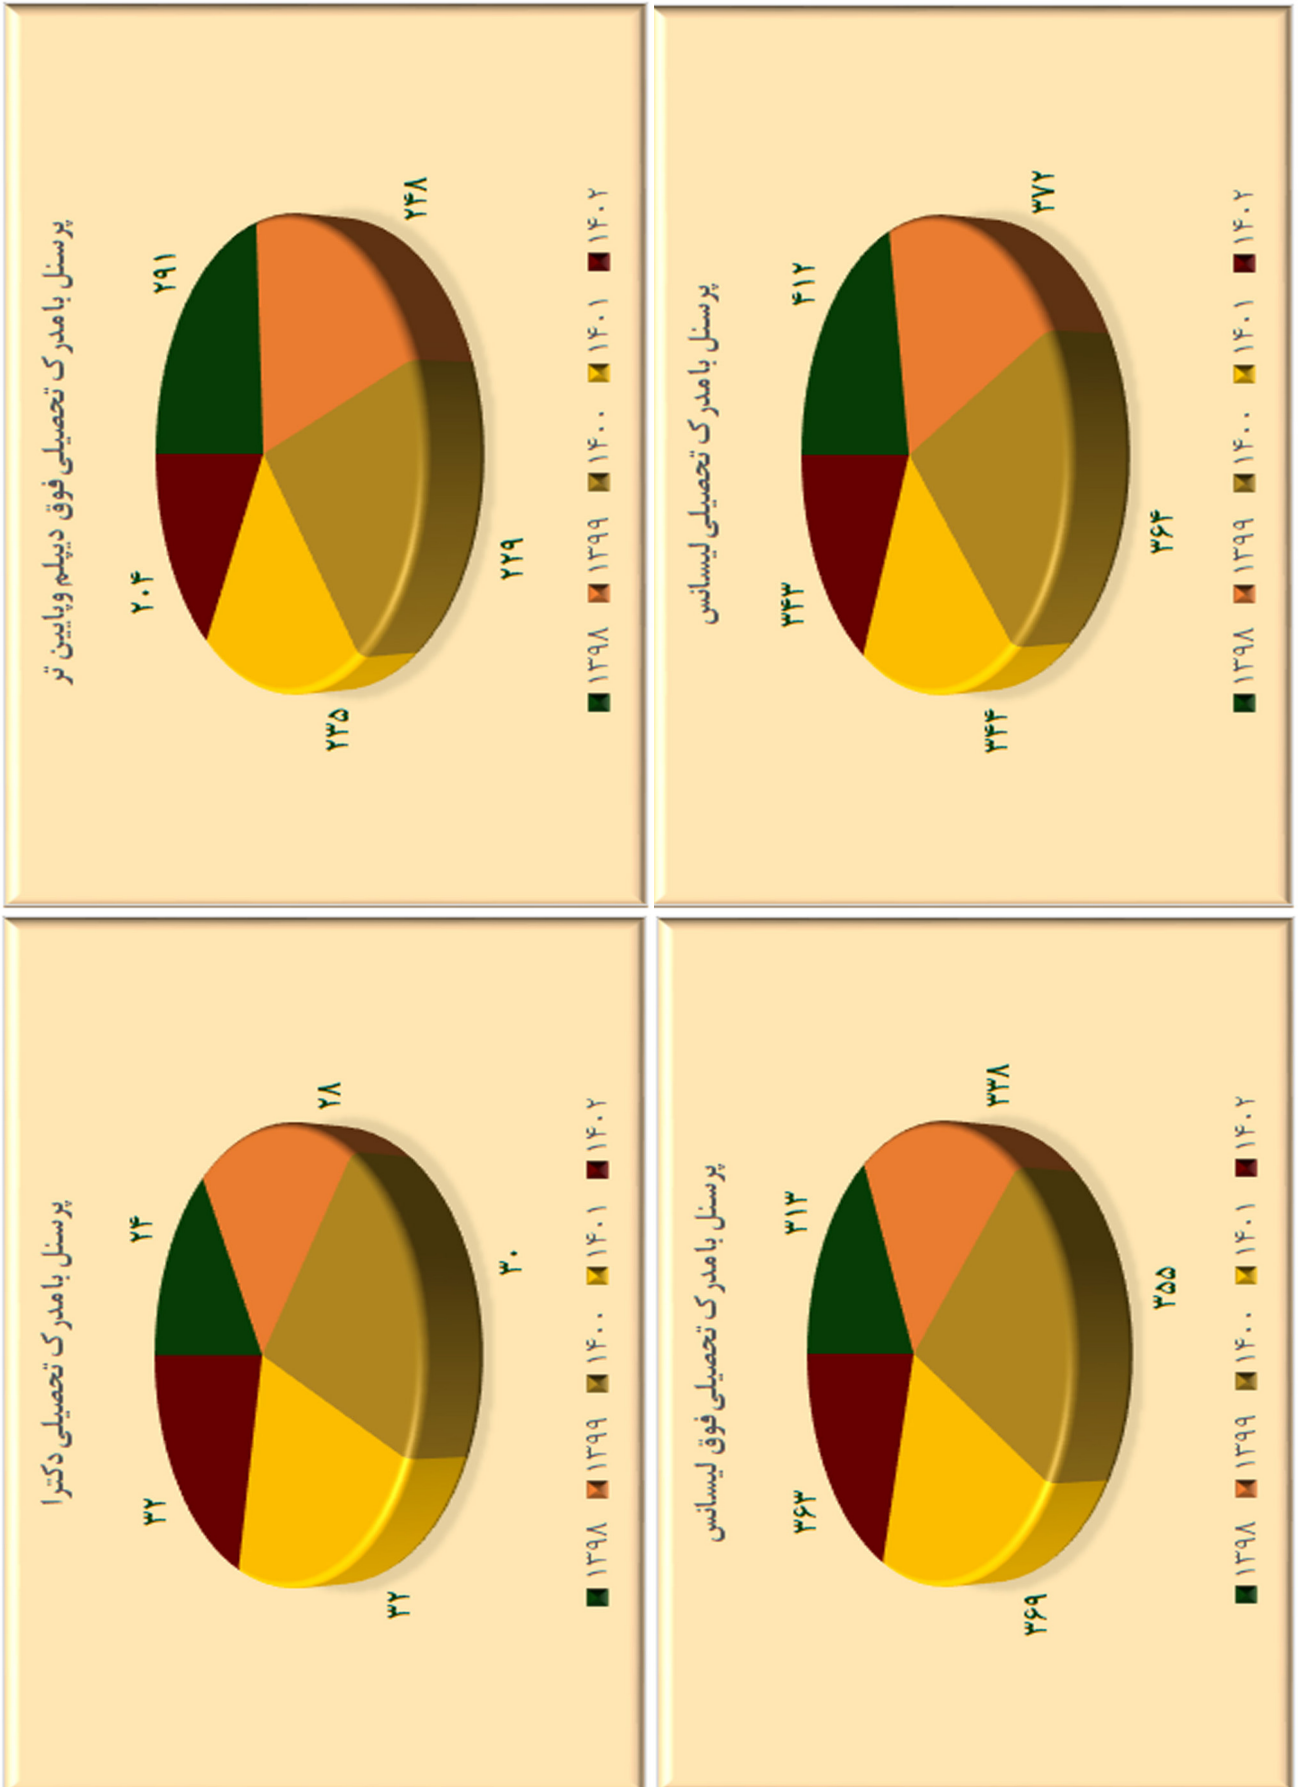 پرسنل با مدرک تحصیلی فوق دیپلم و پایین تر
۲۹۱
۲۴۸
۲۲۹
۲۳۵
۲۰۴
۱۳۹۸ ۱۳۹۹ ۱۴۰۰ ۱۴۰۱ ۱۴۰۲
پرسنل با مدرک تحصیلی دکترا
۲۴
۲۸
۳۰
۳۲
۳۲
۱۳۹۸ ۱۳۹۹ ۱۴۰۰ ۱۴۰۱ ۱۴۰۲
پرسنل با مدرک تحصیلی لیسانس
۴۱۲
۳۷۲
۳۶۴
۳۴۴
۳۴۳
۱۳۹۸ ۱۳۹۹ ۱۴۰۰ ۱۴۰۱ ۱۴۰۲
پرسنل با مدرک تحصیلی فوق لیسانس
۳۱۳
۳۳۸
۳۵۵
۳۶۹
۳۶۳
۱۳۹۸ ۱۳۹۹ ۱۴۰۰ ۱۴۰۱ ۱۴۰۲